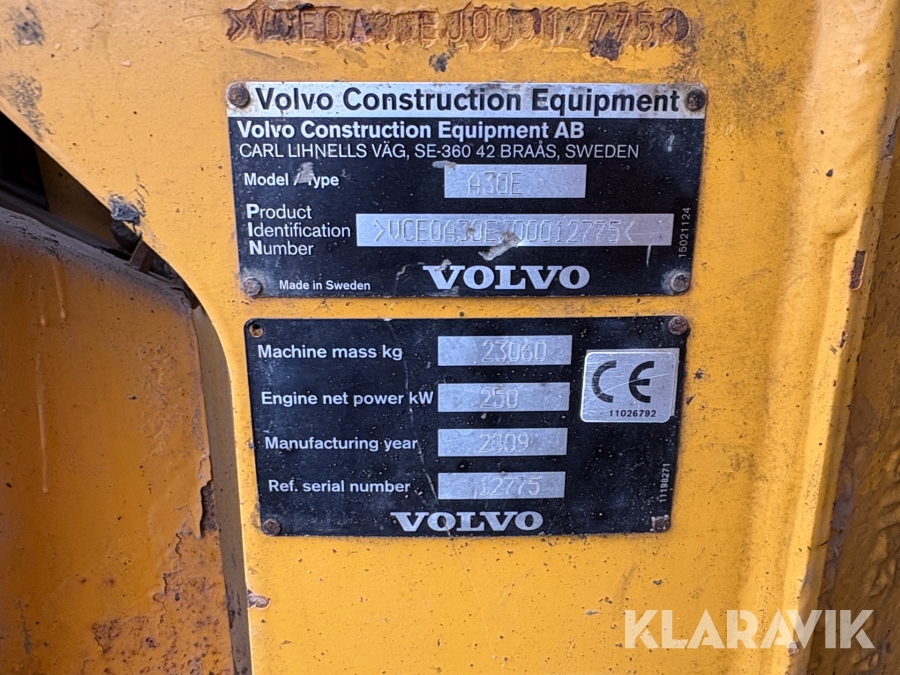 >VCE0A30EJ00012775<
Volvo Construction Equipment
Volvo Construction Equipment AB
CARL LIHNELLS VÄG, SE-360 42 BRAÅS, SWEDEN
Model / Type A30E
Product
Identification >VCE0A30EJ00012775<
Number
15021124
VOLVO
Made in Sweden
Machine mass kg 23060
Engine net power kW 250
CE
11026792
Manufacturing year 2009
Ref. serial number 12775
11198271
VOLVO
KLARAVIK